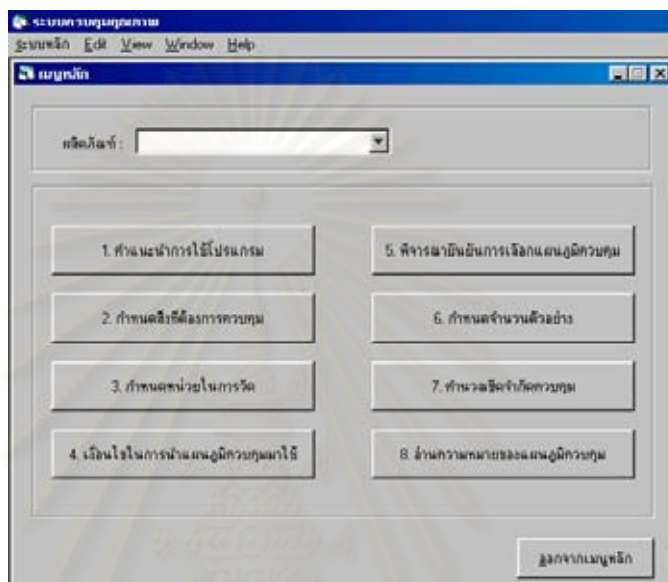 ระบบควบคุมคุณภาพ
ระบบหลัก Edit View Window Help
เมนูหลัก
ผลิตภัณฑ์ :
1. คำแนะนำการใช้โปรแกรม
5. พิจารณายืนยันการเลือกแผนภูมิควบคุม
2. กำหนดสิ่งที่ต้องการควบคุม
6. กำหนดจำนวนตัวอย่าง
3. กำหนดหน่วยในการวัด
7. คำนวณขีดจำกัดควบคุม
4. เงื่อนไขในการนำแผนภูมิควบคุมมาใช้
8. อ่านความหมายของแผนภูมิควบคุม
ออกจากเมนูหลัก